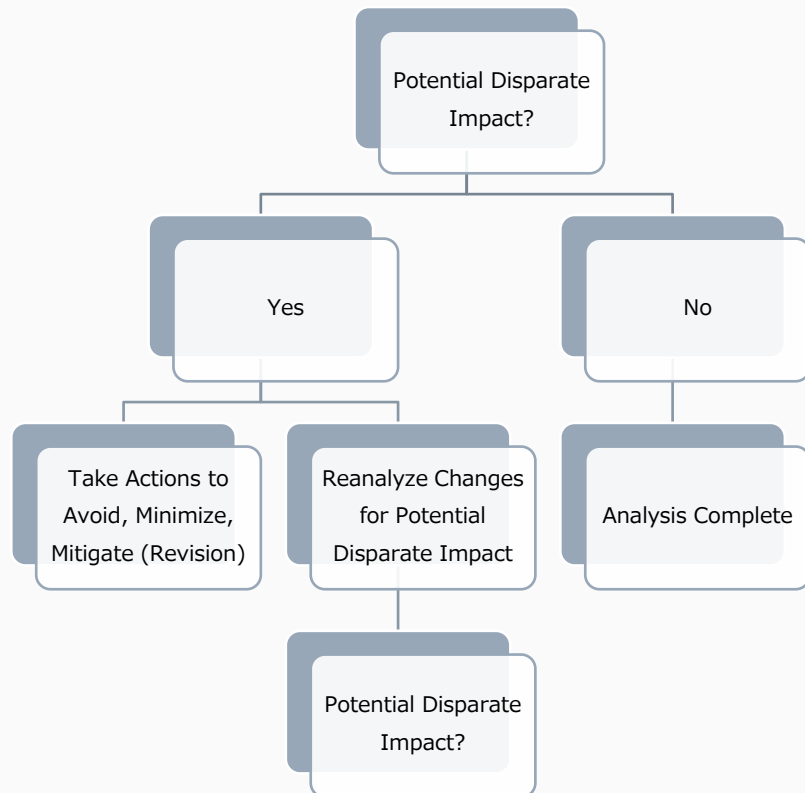 Potential Disparate
Impact?
Yes
No
Take Actions to
Avoid, Minimize,
Mitigate (Revision)
Reanalyze Changes
for Potential
Disparate Impact
Analysis Complete
Potential Disparate
Impact?